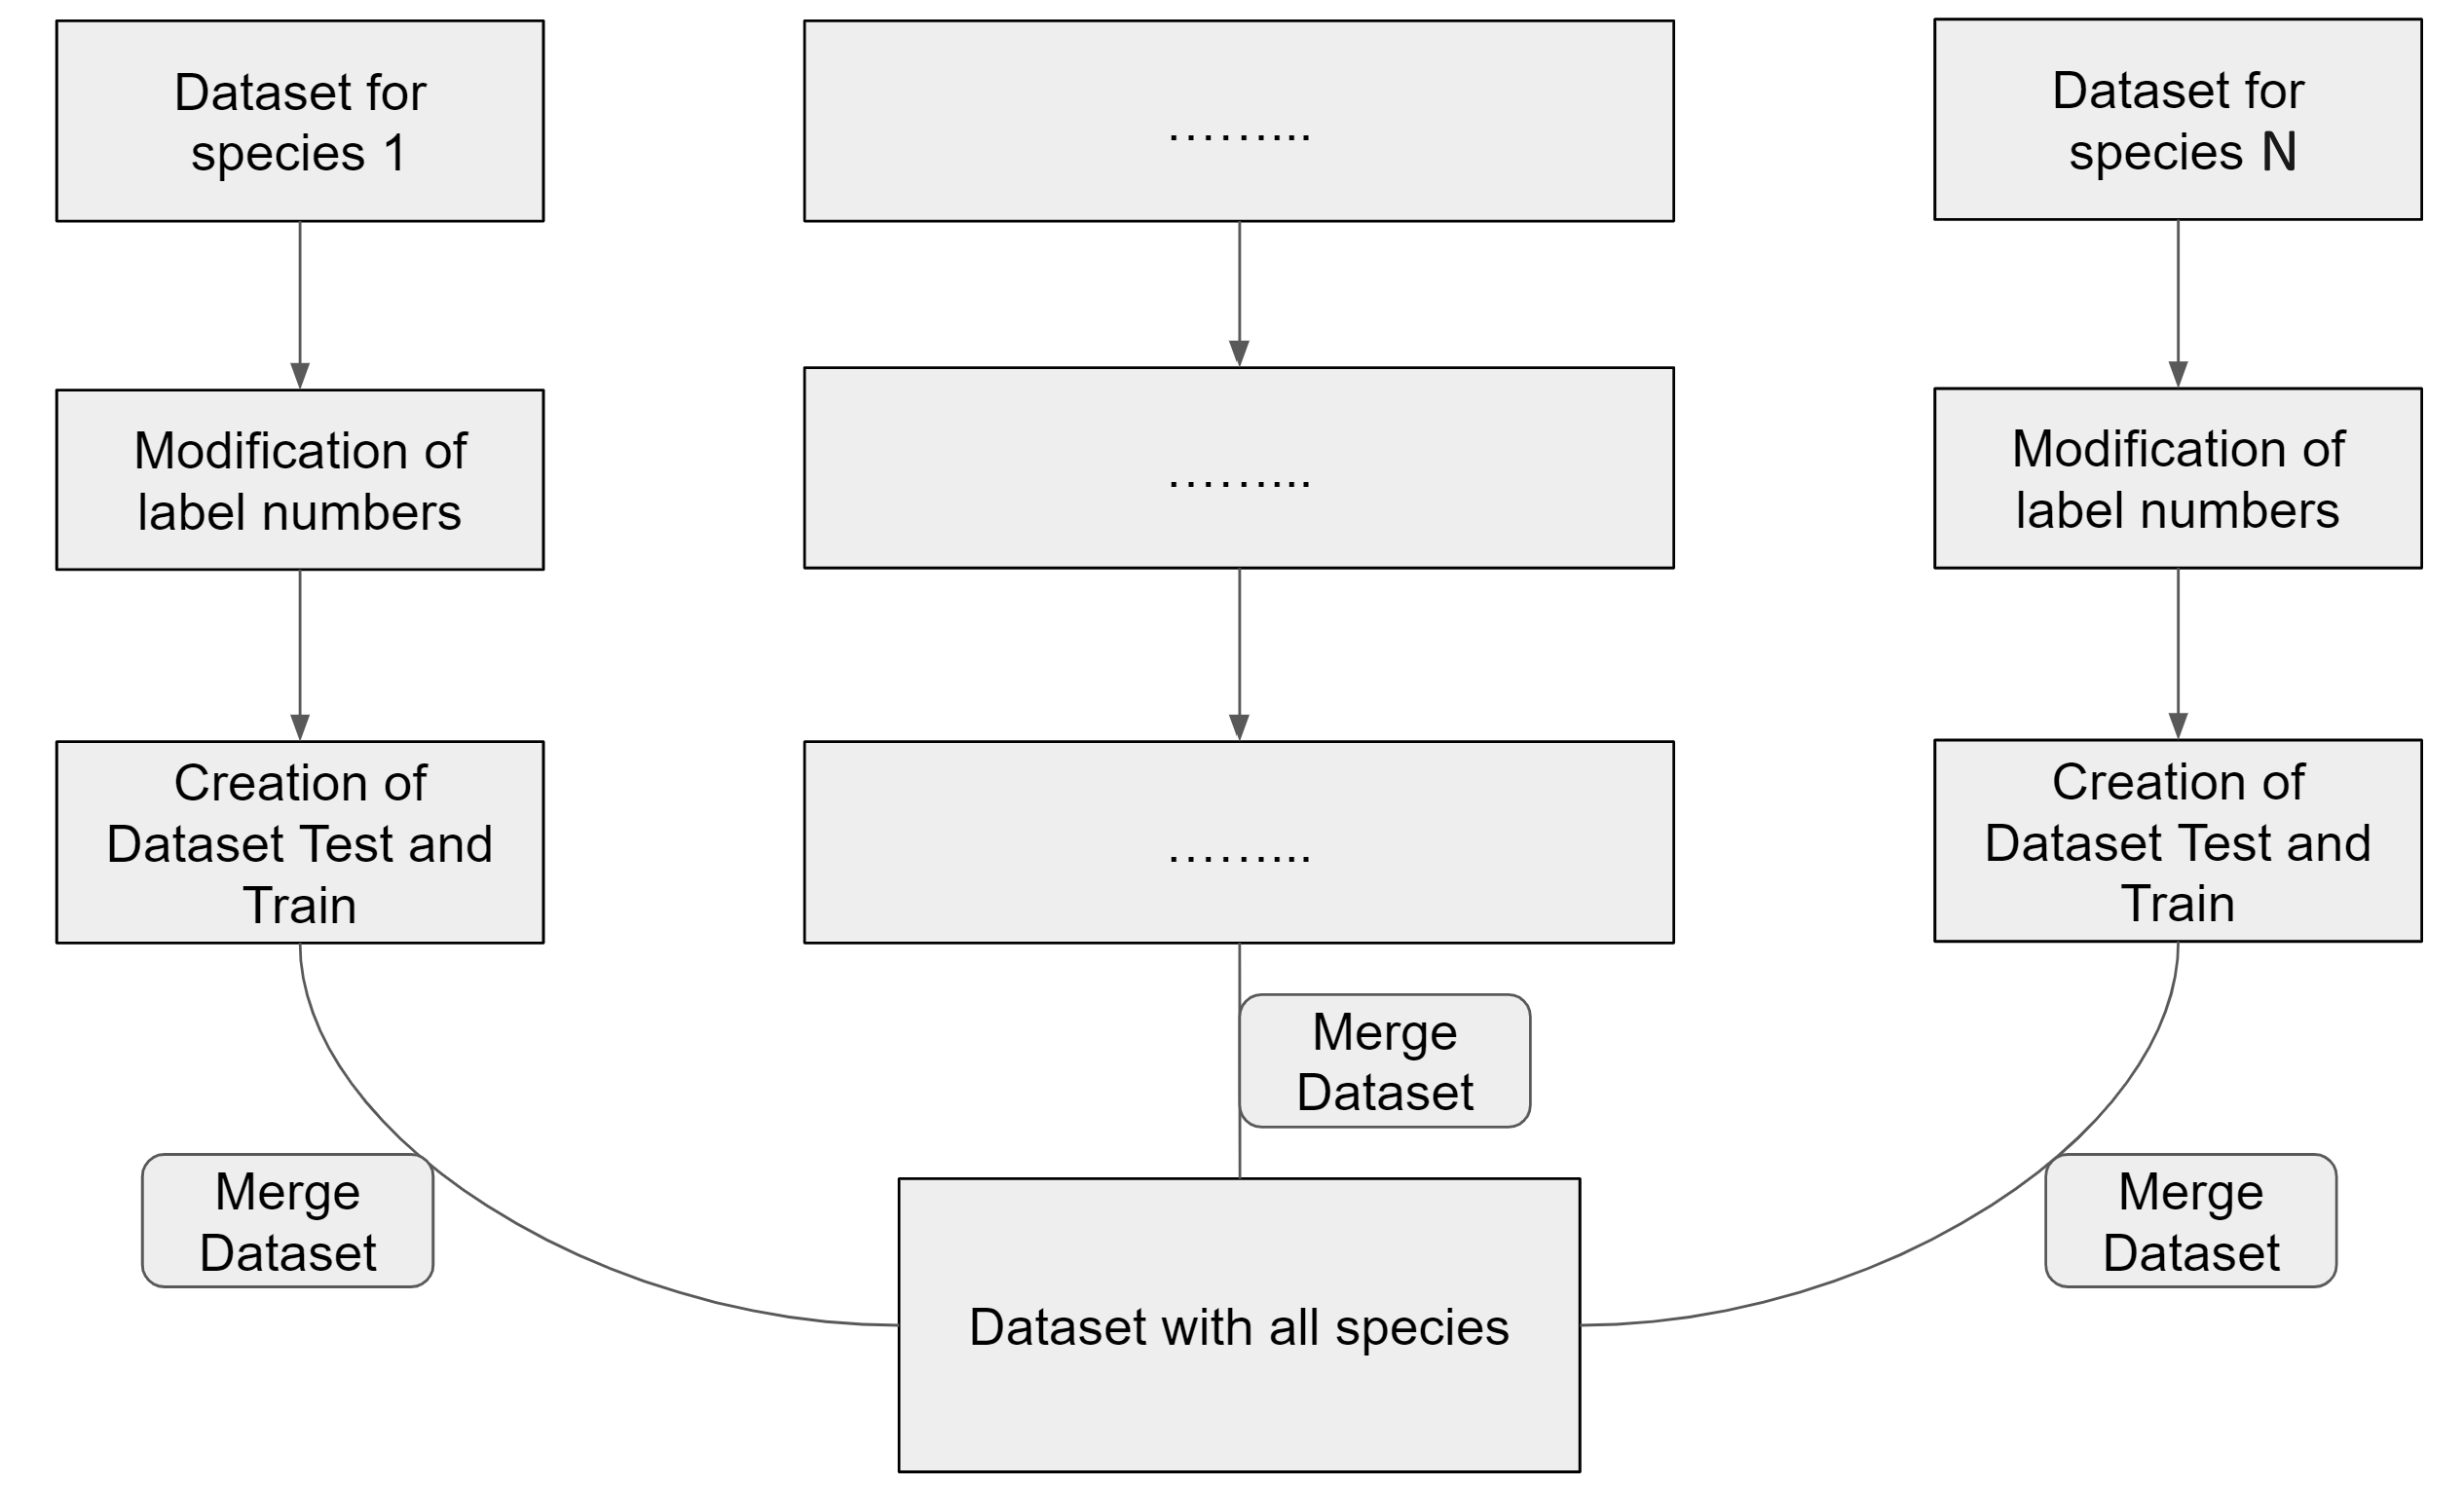 Dataset for
species 1
………...
Dataset for
species N
Modification of
label numbers
………...
Modification of
label numbers
Creation of
Dataset Test and
Train
………...
Creation of
Dataset Test and
Train
Merge
Dataset
Merge
Dataset
Merge
Dataset
Dataset with all species